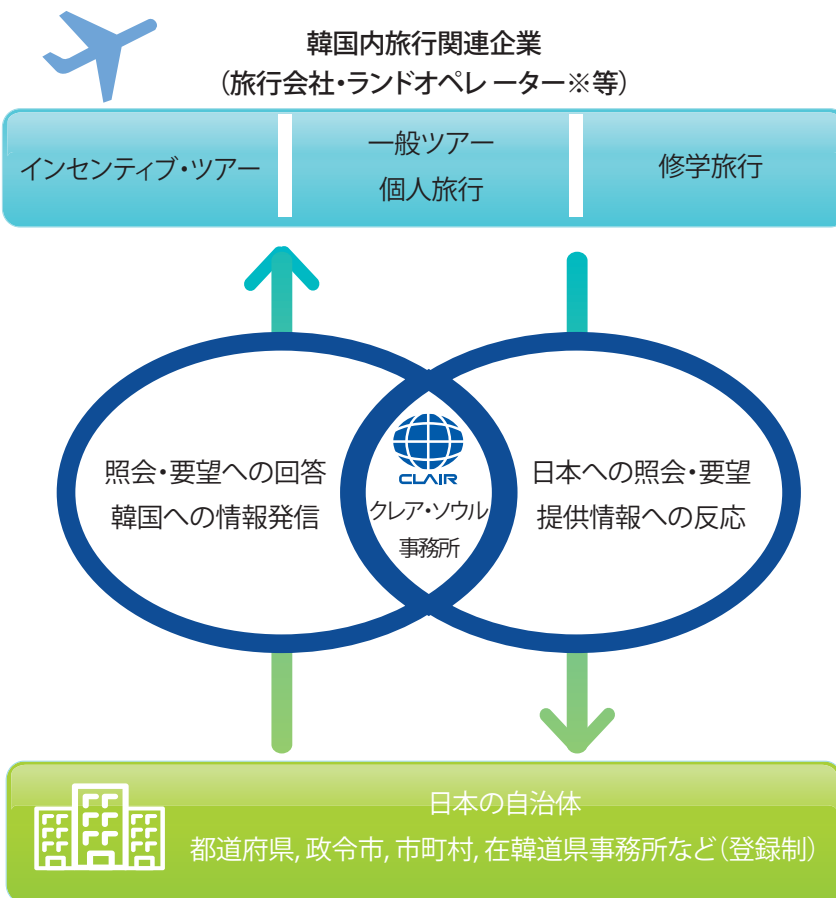 韓国内旅行関連企業
（旅行会社・ランドオペレーター※等）
インセンティブ・ツアー
一般ツアー
個人旅行
修学旅行
照会・要望への回答
韓国への情報発信
CLAIR
クレア・ソウル
事務所
日本への照会・要望
提供情報への反応
日本の自治体
都道府県, 政令市, 市町村, 在韓道県事務所など（登録制）